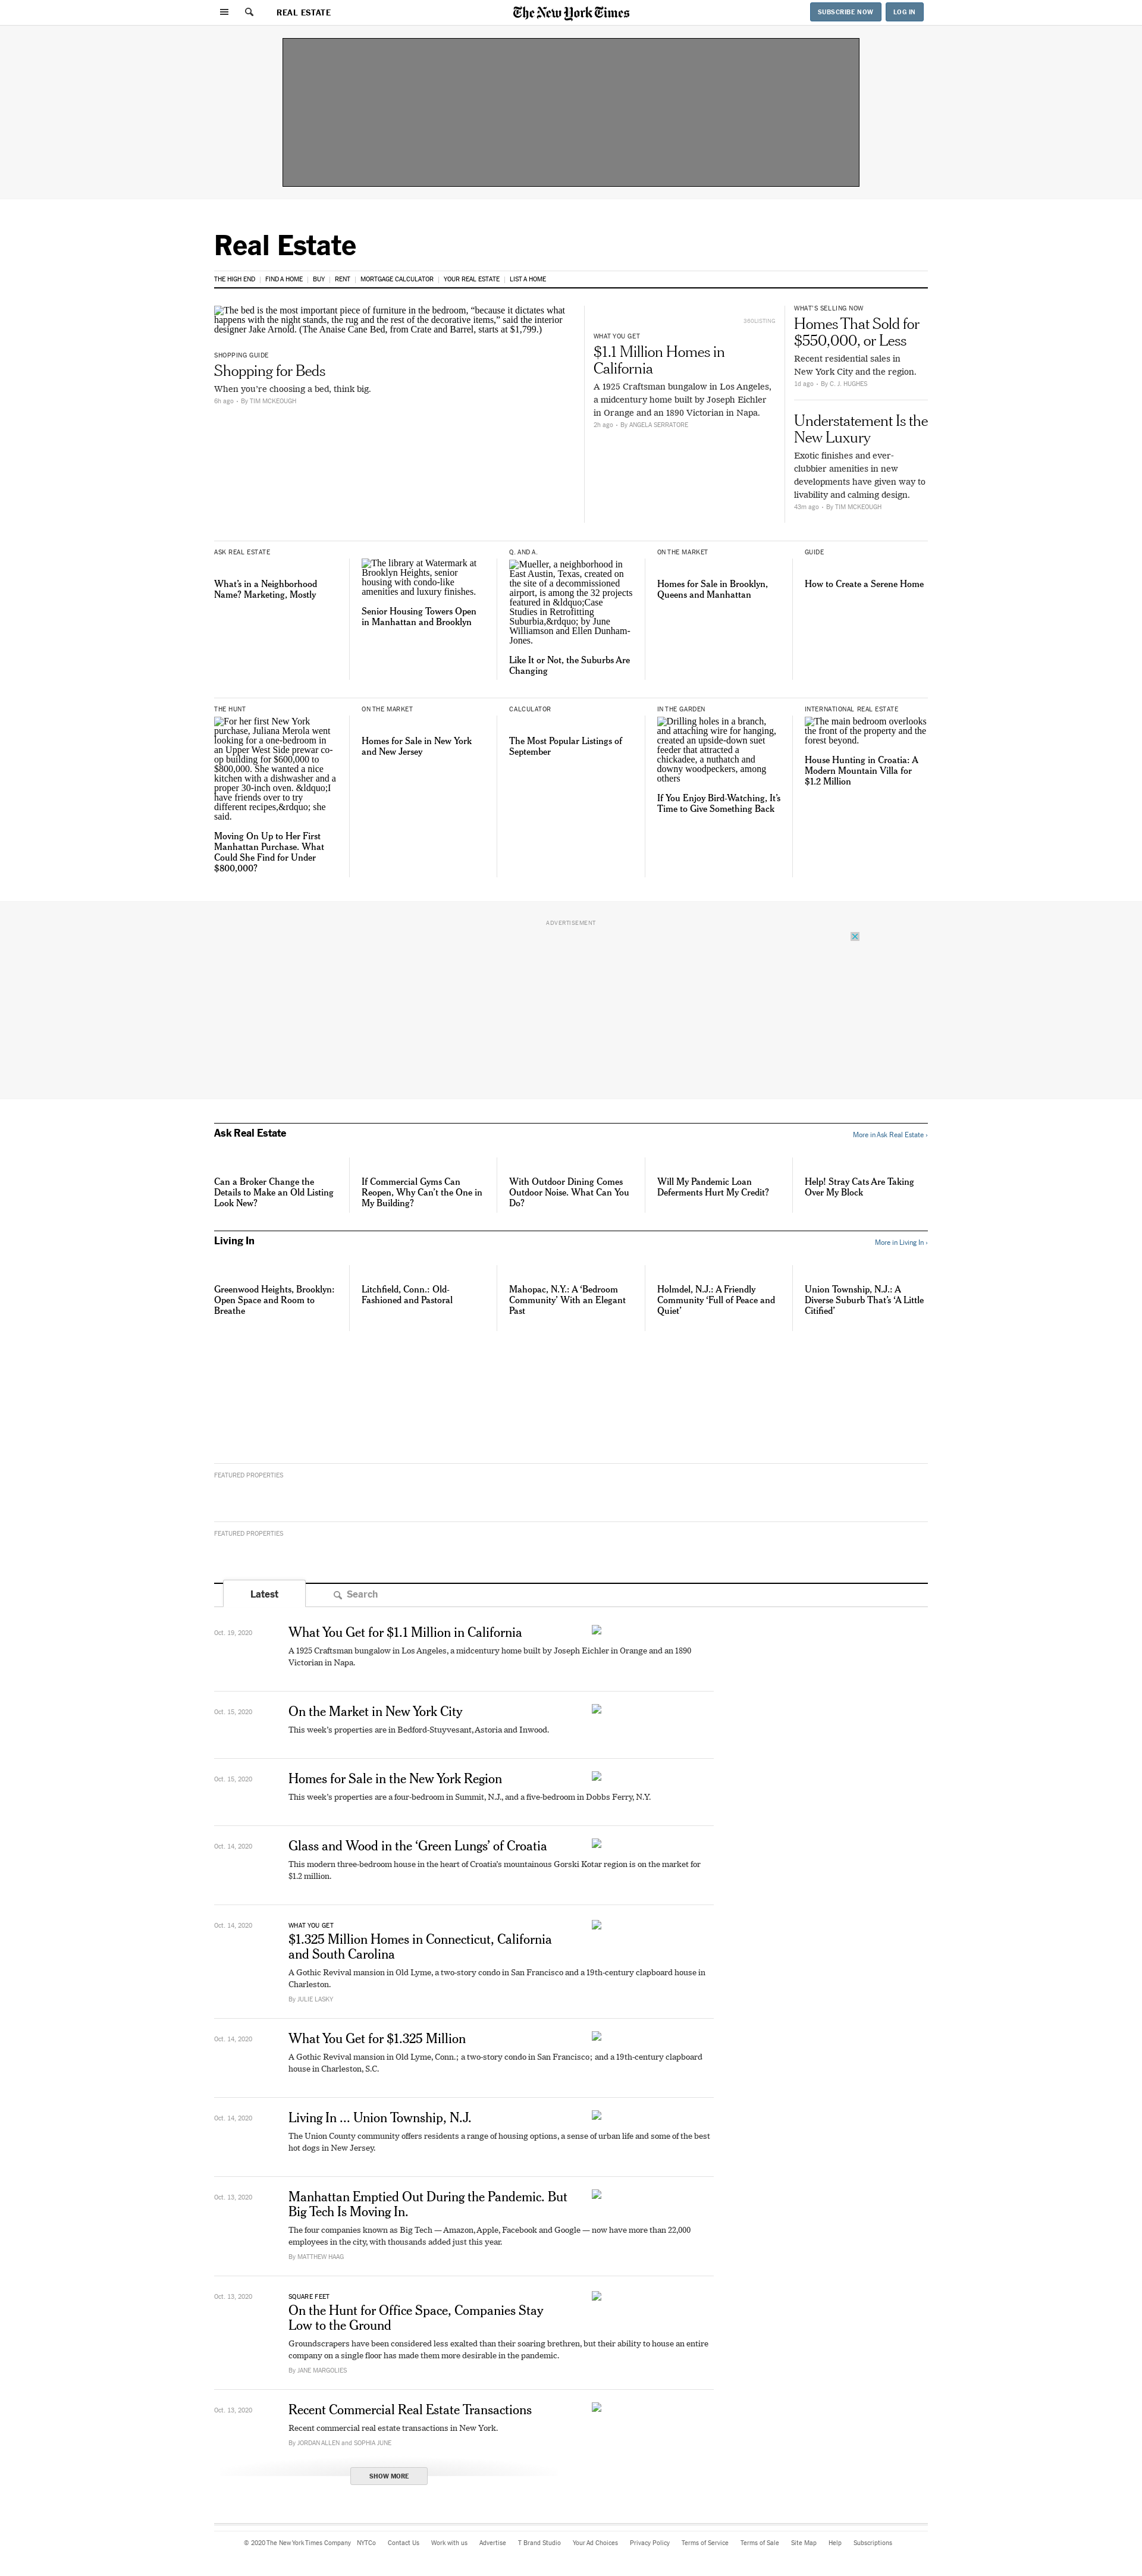 REAL ESTATE
The New York Times
SUBSCRIBE NOW
LOG IN
Real Estate
THE HIGH END | FIND A HOME | BUY | RENT | MORTGAGE CALCULATOR | YOUR REAL ESTATE | LIST A HOME
The bed is the most important piece of furniture in the bedroom, “because it dictates what
happens with the night stands, the rug and the rest of the decorative items,” said the interior
designer Jake Arnold. (The Anaise Cane Bed, from Crate and Barrel, starts at $1,799.)
SHOPPING GUIDE
Shopping for Beds
When you’re choosing a bed, think big.
6h ago - By TIM MCKEOUGH
360LISTING
WHAT YOU GET
$1.1 Million Homes in
California
A 1925 Craftsman bungalow in Los Angeles,
a midcentury home built by Joseph Eichler
in Orange and an 1890 Victorian in Napa.
2h ago - By ANGELA SERRATORE
WHAT’S SELLING NOW
Homes That Sold for
$550,000, or Less
Recent residential sales in
New York City and the region.
1d ago - By C. J. HUGHES
Understatement Is the
New Luxury
Exotic finishes and ever-
clubbier amenities in new
developments have given way to
livability and calming design.
43m ago - By TIM MCKEOUGH
ASK REAL ESTATE
What’s in a Neighborhood
Name? Marketing, Mostly
The library at Watermark at
Brooklyn Heights, senior
housing with condo-like
amenities and luxury finishes.
Senior Housing Towers Open
in Manhattan and Brooklyn
Q. AND A.
Mueller, a neighborhood in
East Austin, Texas, created on
the site of a decommissioned
airport, is among the 32 projects
featured in &ldquo;Case
Studies in Retrofitting
Suburbia,&rdquo; by June
Williamson and Ellen Dunham-
Jones.
Like It or Not, the Suburbs Are
Changing
ON THE MARKET
Homes for Sale in Brooklyn,
Queens and Manhattan
GUIDE
How to Create a Serene Home
THE HUNT
For her first New York
purchase, Juliana Merola went
looking for a one-bedroom in
an Upper West Side prewar co-
op building for $600,000 to
$800,000. She wanted a nice
kitchen with a dishwasher and a
proper 30-inch oven. &ldquo;I
have friends over to try
different recipes,&rdquo; she
said.
Moving On Up to Her First
Manhattan Purchase. What
Could She Find for Under
$800,000?
ON THE MARKET
Homes for Sale in New York
and New Jersey
CALCULATOR
The Most Popular Listings of
September
IN THE GARDEN
Drilling holes in a branch,
and attaching wire for hanging,
created an upside-down suet
feeder that attracted a
chickadee, a nuthatch and
downy woodpeckers, among
others
If You Enjoy Bird-Watching, It’s
Time to Give Something Back
INTERNATIONAL REAL ESTATE
The main bedroom overlooks
the front of the property and the
forest beyond.
House Hunting in Croatia: A
Modern Mountain Villa for
$1.2 Million
ADVERTISEMENT
Ask Real Estate
More in Ask Real Estate ›
Can a Broker Change the
Details to Make an Old Listing
Look New?
If Commercial Gyms Can
Reopen, Why Can’t the One in
My Building?
With Outdoor Dining Comes
Outdoor Noise. What Can You
Do?
Will My Pandemic Loan
Deferments Hurt My Credit?
Help! Stray Cats Are Taking
Over My Block
Living In
More in Living In ›
Greenwood Heights, Brooklyn:
Open Space and Room to
Breathe
Litchfield, Conn.: Old-
Fashioned and Pastoral
Mahopac, N.Y.: A ‘Bedroom
Community’ With an Elegant
Past
Holmdel, N.J.: A Friendly
Community ‘Full of Peace and
Quiet’
Union Township, N.J.: A
Diverse Suburb That’s ‘A Little
Citified’
FEATURED PROPERTIES
FEATURED PROPERTIES
Latest
Search
Oct. 19, 2020
What You Get for $1.1 Million in California
A 1925 Craftsman bungalow in Los Angeles, a midcentury home built by Joseph Eichler in Orange and an 1890
Victorian in Napa.
Oct. 15, 2020
On the Market in New York City
This week’s properties are in Bedford-Stuyvesant, Astoria and Inwood.
Oct. 15, 2020
Homes for Sale in the New York Region
This week’s properties are a four-bedroom in Summit, N.J., and a five-bedroom in Dobbs Ferry, N.Y.
Oct. 14, 2020
Glass and Wood in the ‘Green Lungs’ of Croatia
This modern three-bedroom house in the heart of Croatia’s mountainous Gorski Kotar region is on the market for
$1.2 million.
Oct. 14, 2020
WHAT YOU GET
$1.325 Million Homes in Connecticut, California
and South Carolina
A Gothic Revival mansion in Old Lyme, a two-story condo in San Francisco and a 19th-century clapboard house in
Charleston.
By JULIE LASKY
Oct. 14, 2020
What You Get for $1.325 Million
A Gothic Revival mansion in Old Lyme, Conn.; a two-story condo in San Francisco; and a 19th-century clapboard
house in Charleston, S.C.
Oct. 14, 2020
Living In ... Union Township, N.J.
The Union County community offers residents a range of housing options, a sense of urban life and some of the best
hot dogs in New Jersey.
Oct. 13, 2020
Manhattan Emptied Out During the Pandemic. But
Big Tech Is Moving In.
The four companies known as Big Tech — Amazon, Apple, Facebook and Google — now have more than 22,000
employees in the city, with thousands added just this year.
By MATTHEW HAAG
Oct. 13, 2020
SQUARE FEET
On the Hunt for Office Space, Companies Stay
Low to the Ground
Groundscrapers have been considered less exalted than their soaring brethren, but their ability to house an entire
company on a single floor has made them more desirable in the pandemic.
By JANE MARGOLIES
Oct. 13, 2020
Recent Commercial Real Estate Transactions
Recent commercial real estate transactions in New York.
By JORDAN ALLEN and SOPHIA JUNE
SHOW MORE
© 2020 The New York Times Company NYTCo Contact Us Work with us Advertise T Brand Studio Your Ad Choices Privacy Policy Terms of Service Terms of Sale Site Map Help Subscriptions